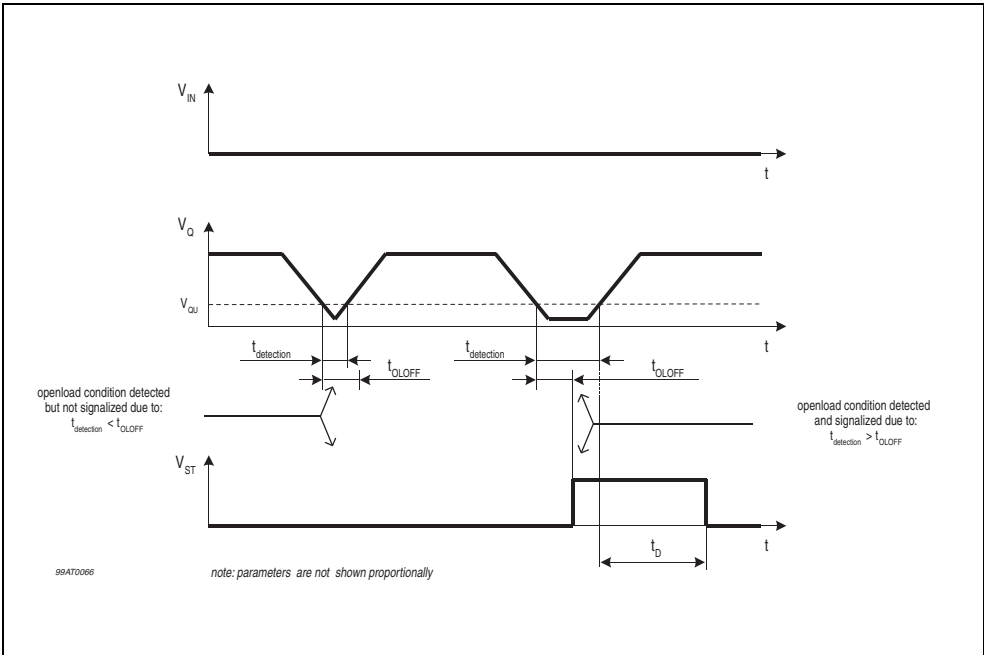 V_IN
t
V_Q
V_QU
t
t_detection
t_OLOFF
t_detection
t_OLOFF
openload condition detected
but not signalized due to:
t_detection < t_OLOFF
openload condition detected
and signalized due to:
t_detection > t_OLOFF
V_ST
t
t_D
99AT0066
note: parameters are not shown proportionally